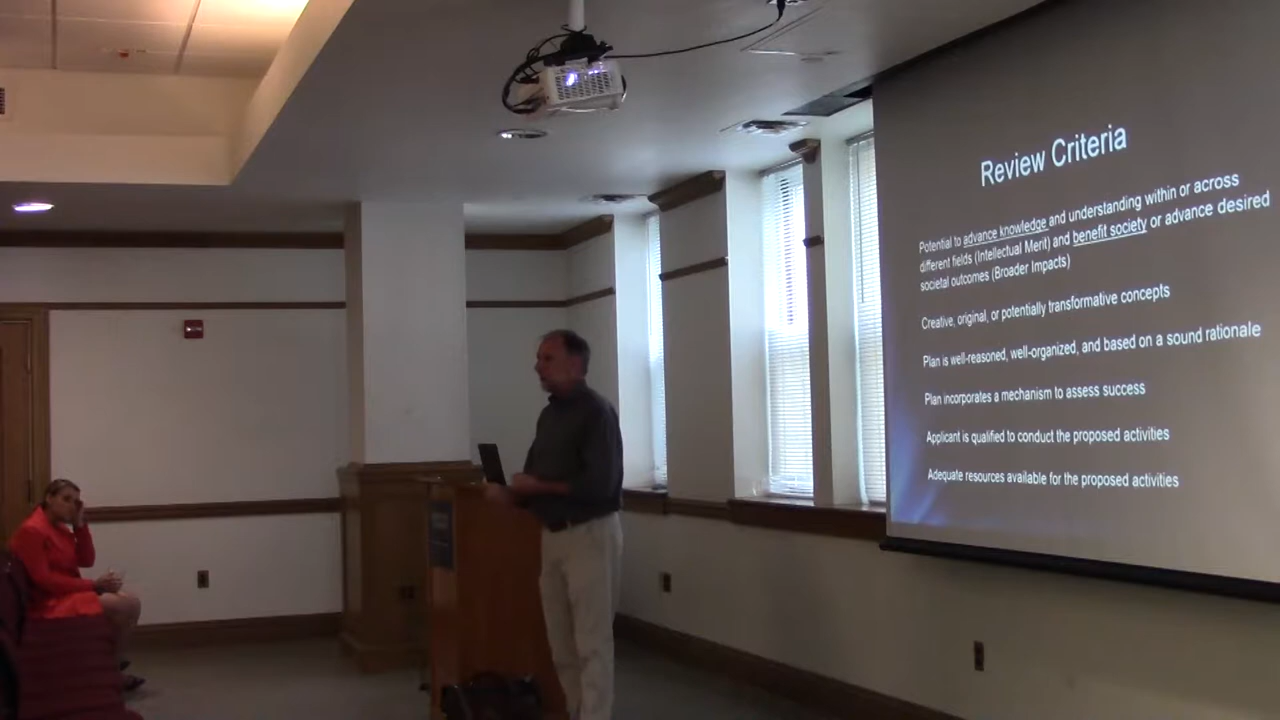 Review Criteria
Potential to advance knowledge and understanding within or across
different fields (Intellectual Merit) and benefit society or advance desired
societal outcomes (Broader Impacts)
Creative, original, or potentially transformative concepts
Plan is well-reasoned, well-organized, and based on a sound rationale
Plan incorporates a mechanism to assess success
Applicant is qualified to conduct the proposed activities
Adequate resources available for the proposed activities